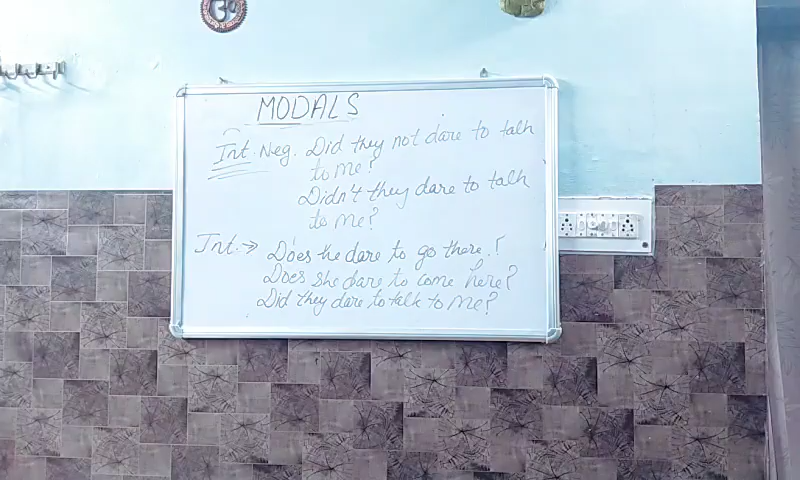 MODALS
Int. Neg. Did they not dare to talk
to me?
Didn't they dare to talk
to me?
Int. → Does he dare to go there?
Does she dare to come here?
Did they dare to talk to me?